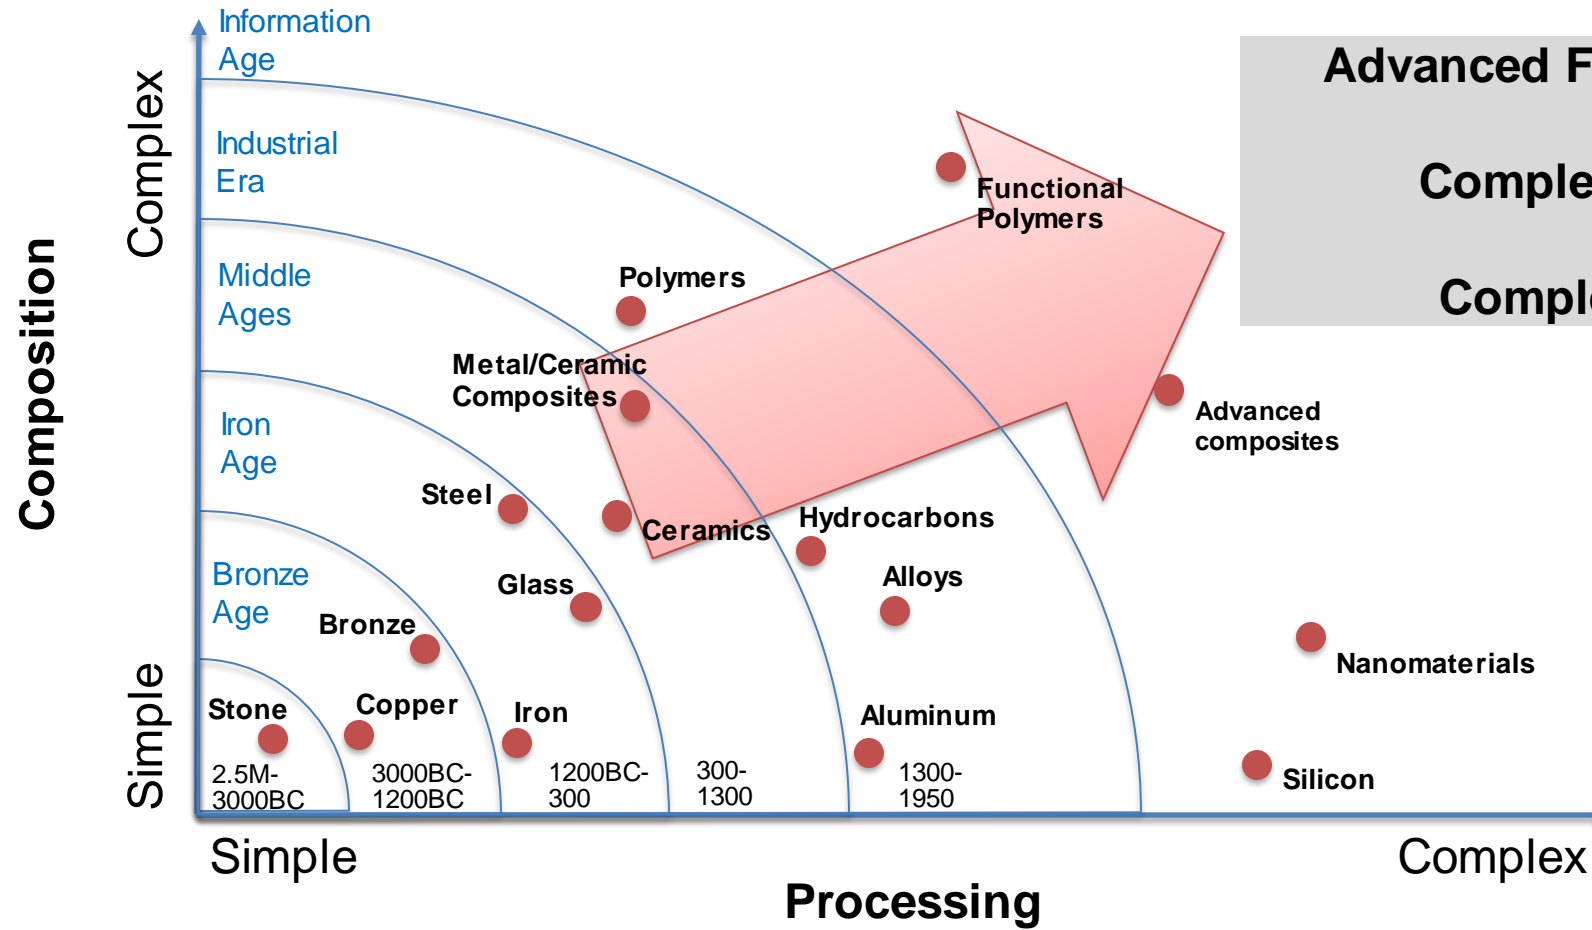 Information
Age
Industrial
Era
Middle
Ages
Iron
Age
Bronze
Age
Composition
Complex
Simple
Advanced F
Comple
Comple
Functional
Polymers
Polymers
Metal/Ceramic
Composites
Advanced
composites
Steel
Ceramics
Hydrocarbons
Glass
Alloys
Bronze
Nanomaterials
Stone
Copper
Iron
Aluminum
Silicon
2.5M-
3000BC
3000BC-
1200BC
1200BC-
300
300-
1300
1300-
1950
Simple
Complex
Processing